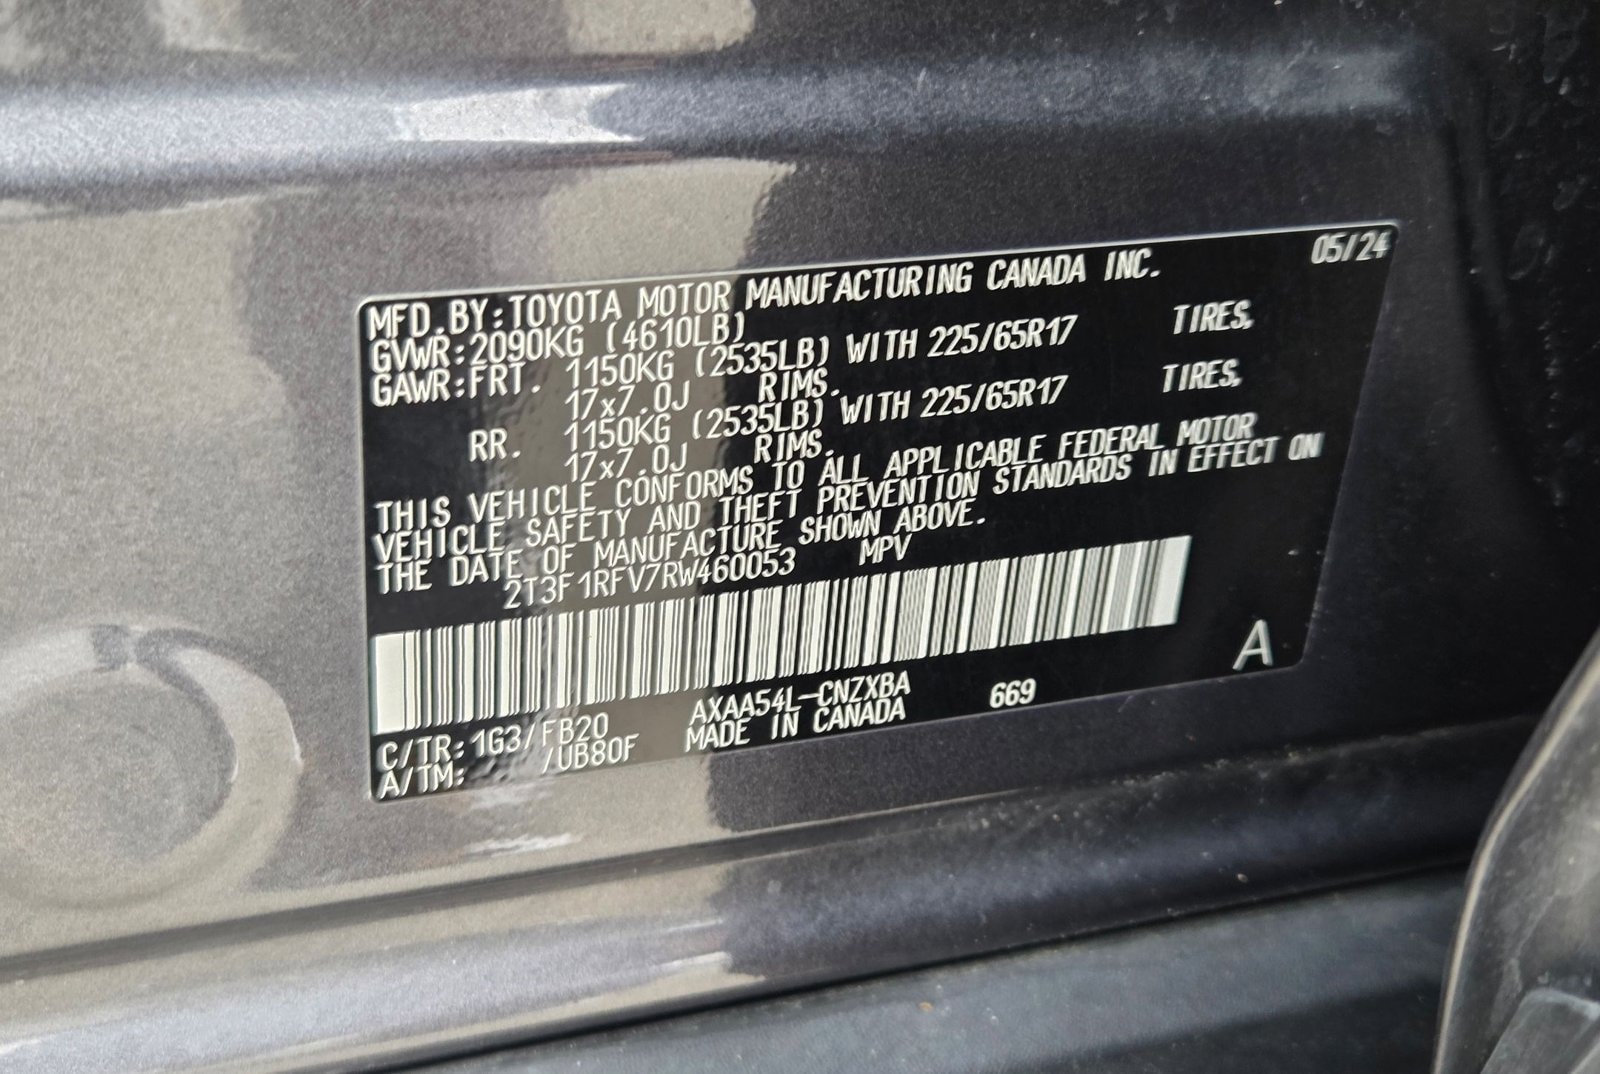 05/24
MFD.BY:TOYOTA MOTOR MANUFACTURING CANADA INC.
GVWR:2090KG (4610LB)
GAWR:FRT. 1150KG (2535LB) WITH 225/65R17 TIRES,
17x7.0J RIMS.
RR. 1150KG (2535LB) WITH 225/65R17 TIRES,
17x7.0J RIMS.
THIS VEHICLE CONFORMS TO ALL APPLICABLE FEDERAL MOTOR
VEHICLE SAFETY AND THEFT PREVENTION STANDARDS IN EFFECT ON
THE DATE OF MANUFACTURE SHOWN ABOVE.
2T3F1RFV7RW460053 MPV
A
C/TR:1G3/FB20 AXAA54L-CNZXBA 669
A/TM: /UB80F MADE IN CANADA